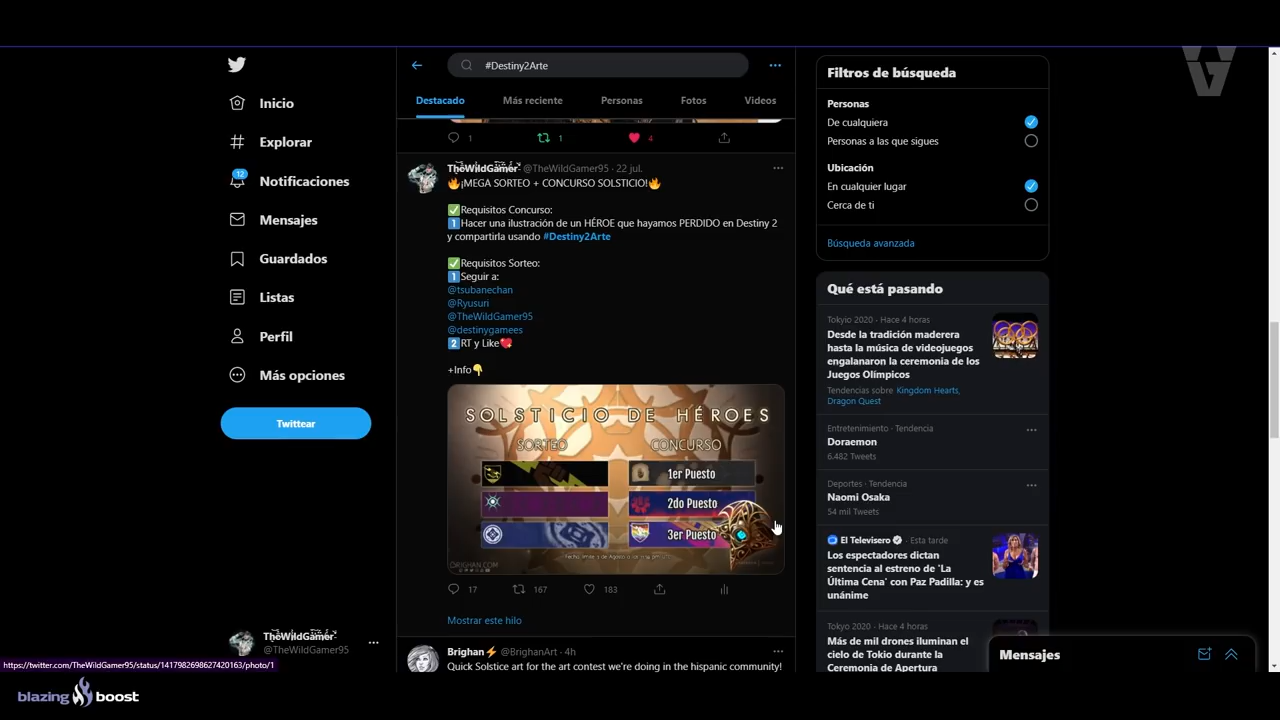 Inicio
Explorar
12
Notificaciones
Mensajes
Guardados
Listas
Perfil
Más opciones
Twittear
TheWildGamer
@TheWildGamer95
https://twitter.com/TheWildGamer95/status/1417982698627420163/photo/1
blazing boost
#Destiny2Arte
Destacado
Más reciente
Personas
Fotos
Videos
1
1
4
TheWildGamer @TheWildGamer95 · 22 jul.
🔥¡MEGA SORTEO + CONCURSO SOLSTICIO!🔥
✅Requisitos Concurso:
1️⃣Hacer una ilustración de un HÉROE que hayamos PERDIDO en Destiny 2
y compartirla usando #Destiny2Arte
✅Requisitos Sorteo:
1️⃣Seguir a:
@tsubanechan
@Ryusuri
@TheWildGamer95
@destinygamees
2️⃣RT y Like💖
+Info👇
SOLSTICIO DE HÉROES
SORTEO
CONCURSO
1er Puesto
2do Puesto
3er Puesto
BRIGHAN.COM
17
167
183
Mostrar este hilo
Brighan⚡ @BrighanArt · 4h
Quick Solstice art for the art contest we're doing in the hispanic community!
Filtros de búsqueda
Personas
De cualquiera
Personas a las que sigues
Ubicación
En cualquier lugar
Cerca de ti
Búsqueda avanzada
Qué está pasando
Tokyio 2020 · Hace 4 horas
Desde la tradición maderera
hasta la música de videojuegos
engalanaron la ceremonia de los
Juegos Olímpicos
Tendencias sobre Kingdom Hearts,
Dragon Quest
Entretenimiento · Tendencia
Doraemon
6.482 Tweets
Deportes · Tendencia
Naomi Osaka
54 mil Tweets
El Televisero · Esta tarde
Los espectadores dictan
sentencia al estreno de 'La
Última Cena' con Paz Padilla: y es
unánime
Tokio 2020 · Hace 4 horas
Más de mil drones iluminan el
cielo de Tokio durante la
Ceremonia de Apertura
Mensajes